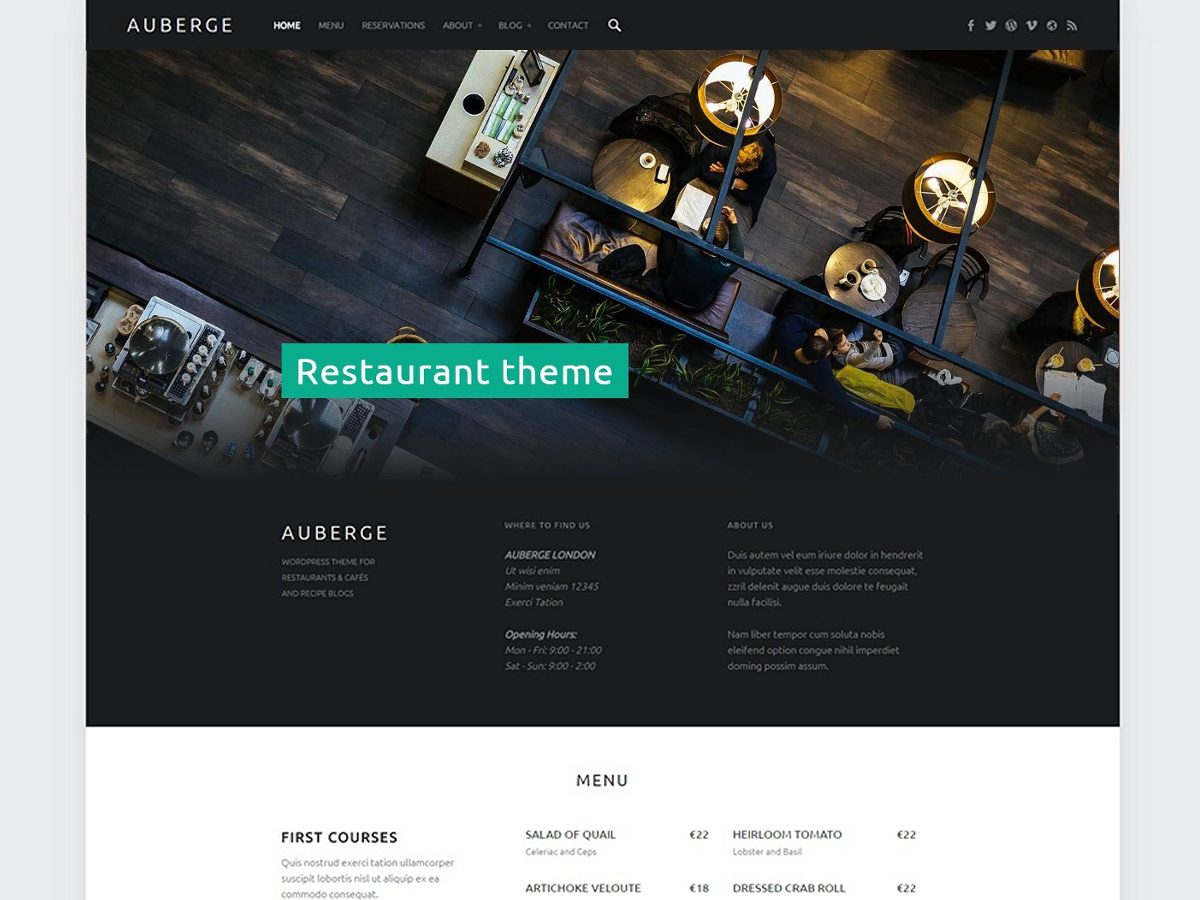 AUBERGE HOME MENU RESERVATIONS ABOUT + BLOG + CONTACT
Restaurant theme
AUBERGE
WORDPRESS THEME FOR
RESTAURANTS & CAFÉS
AND RECIPE BLOGS
WHERE TO FIND US
AUBERGE LONDON
Ut wisi enim
Minim veniam 12345
Exerci Tation
Opening Hours:
Mon - Fri: 9:00 - 21:00
Sat - Sun: 9:00 - 2:00
ABOUT US
Duis autem vel eum iriure dolor in hendrerit
in vulputate velit esse molestie consequat,
zzril delenit augue duis dolore te feugait
nulla facilisi.
Nam liber tempor cum soluta nobis
eleifend option congue nihil imperdiet
doming possim assum.
MENU
FIRST COURSES
Quis nostrud exerci tation ullamcorper
suscipit lobortis nisl ut aliquip ex ea
commodo consequat.
SALAD OF QUAIL €22
Celeriac and Ceps
HEIRLOOM TOMATO €22
Lobster and Basil
ARTICHOKE VELOUTE €18
DRESSED CRAB ROLL €22